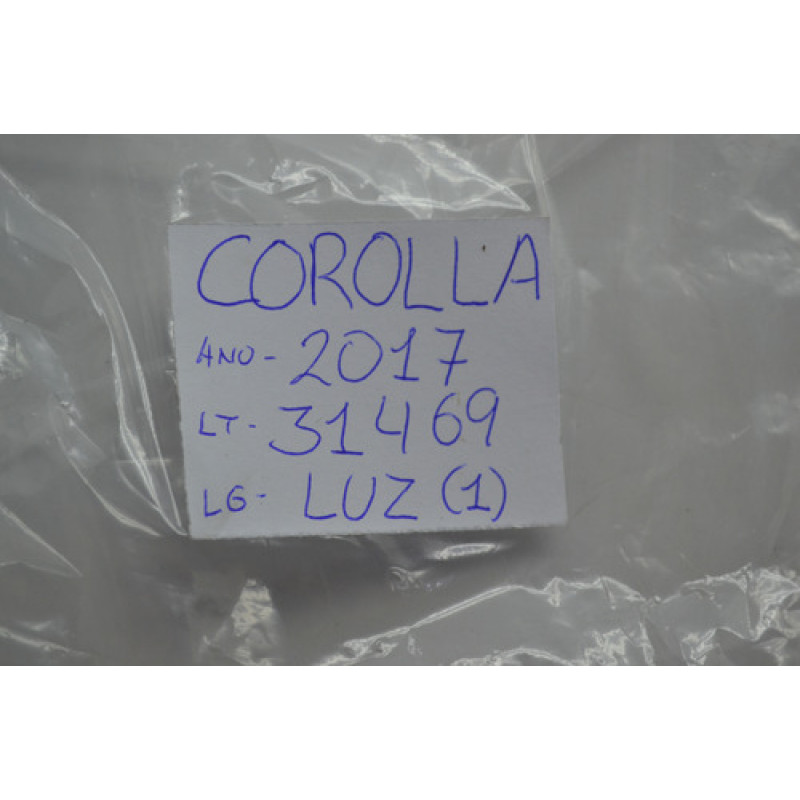 COROLLA
ANO - 2017
LT - 31469
LG - LUZ (1)